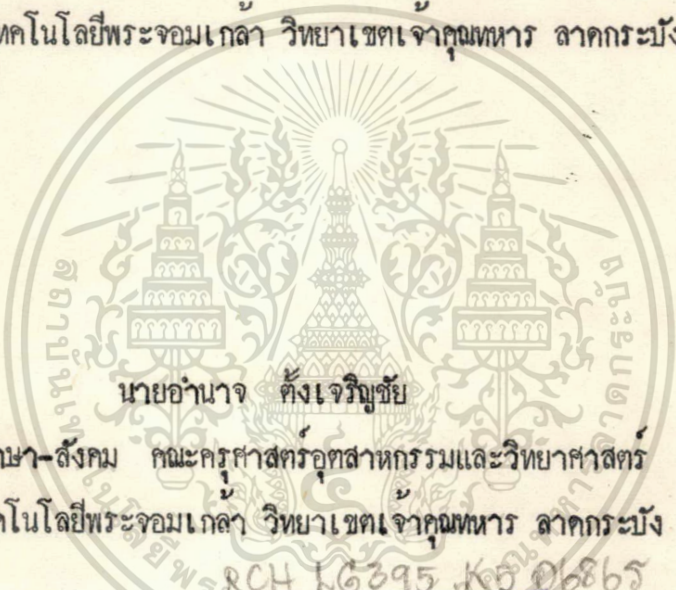 ทคโนโลยีพระจอมเกล้า วิทยาเขตเจ้าคุณทหาร ลาดกระบัง
นายอำนาจ ตั้งเจริญชัย
ษา-สังคม คณะครุศาสตร์อุตสาหกรรมและวิทยาศาสตร์
คโนโลยีพระจอมเกล้า วิทยาเขตเจ้าคุณทหาร ลาดกระบัง
RCH LG395 .K5